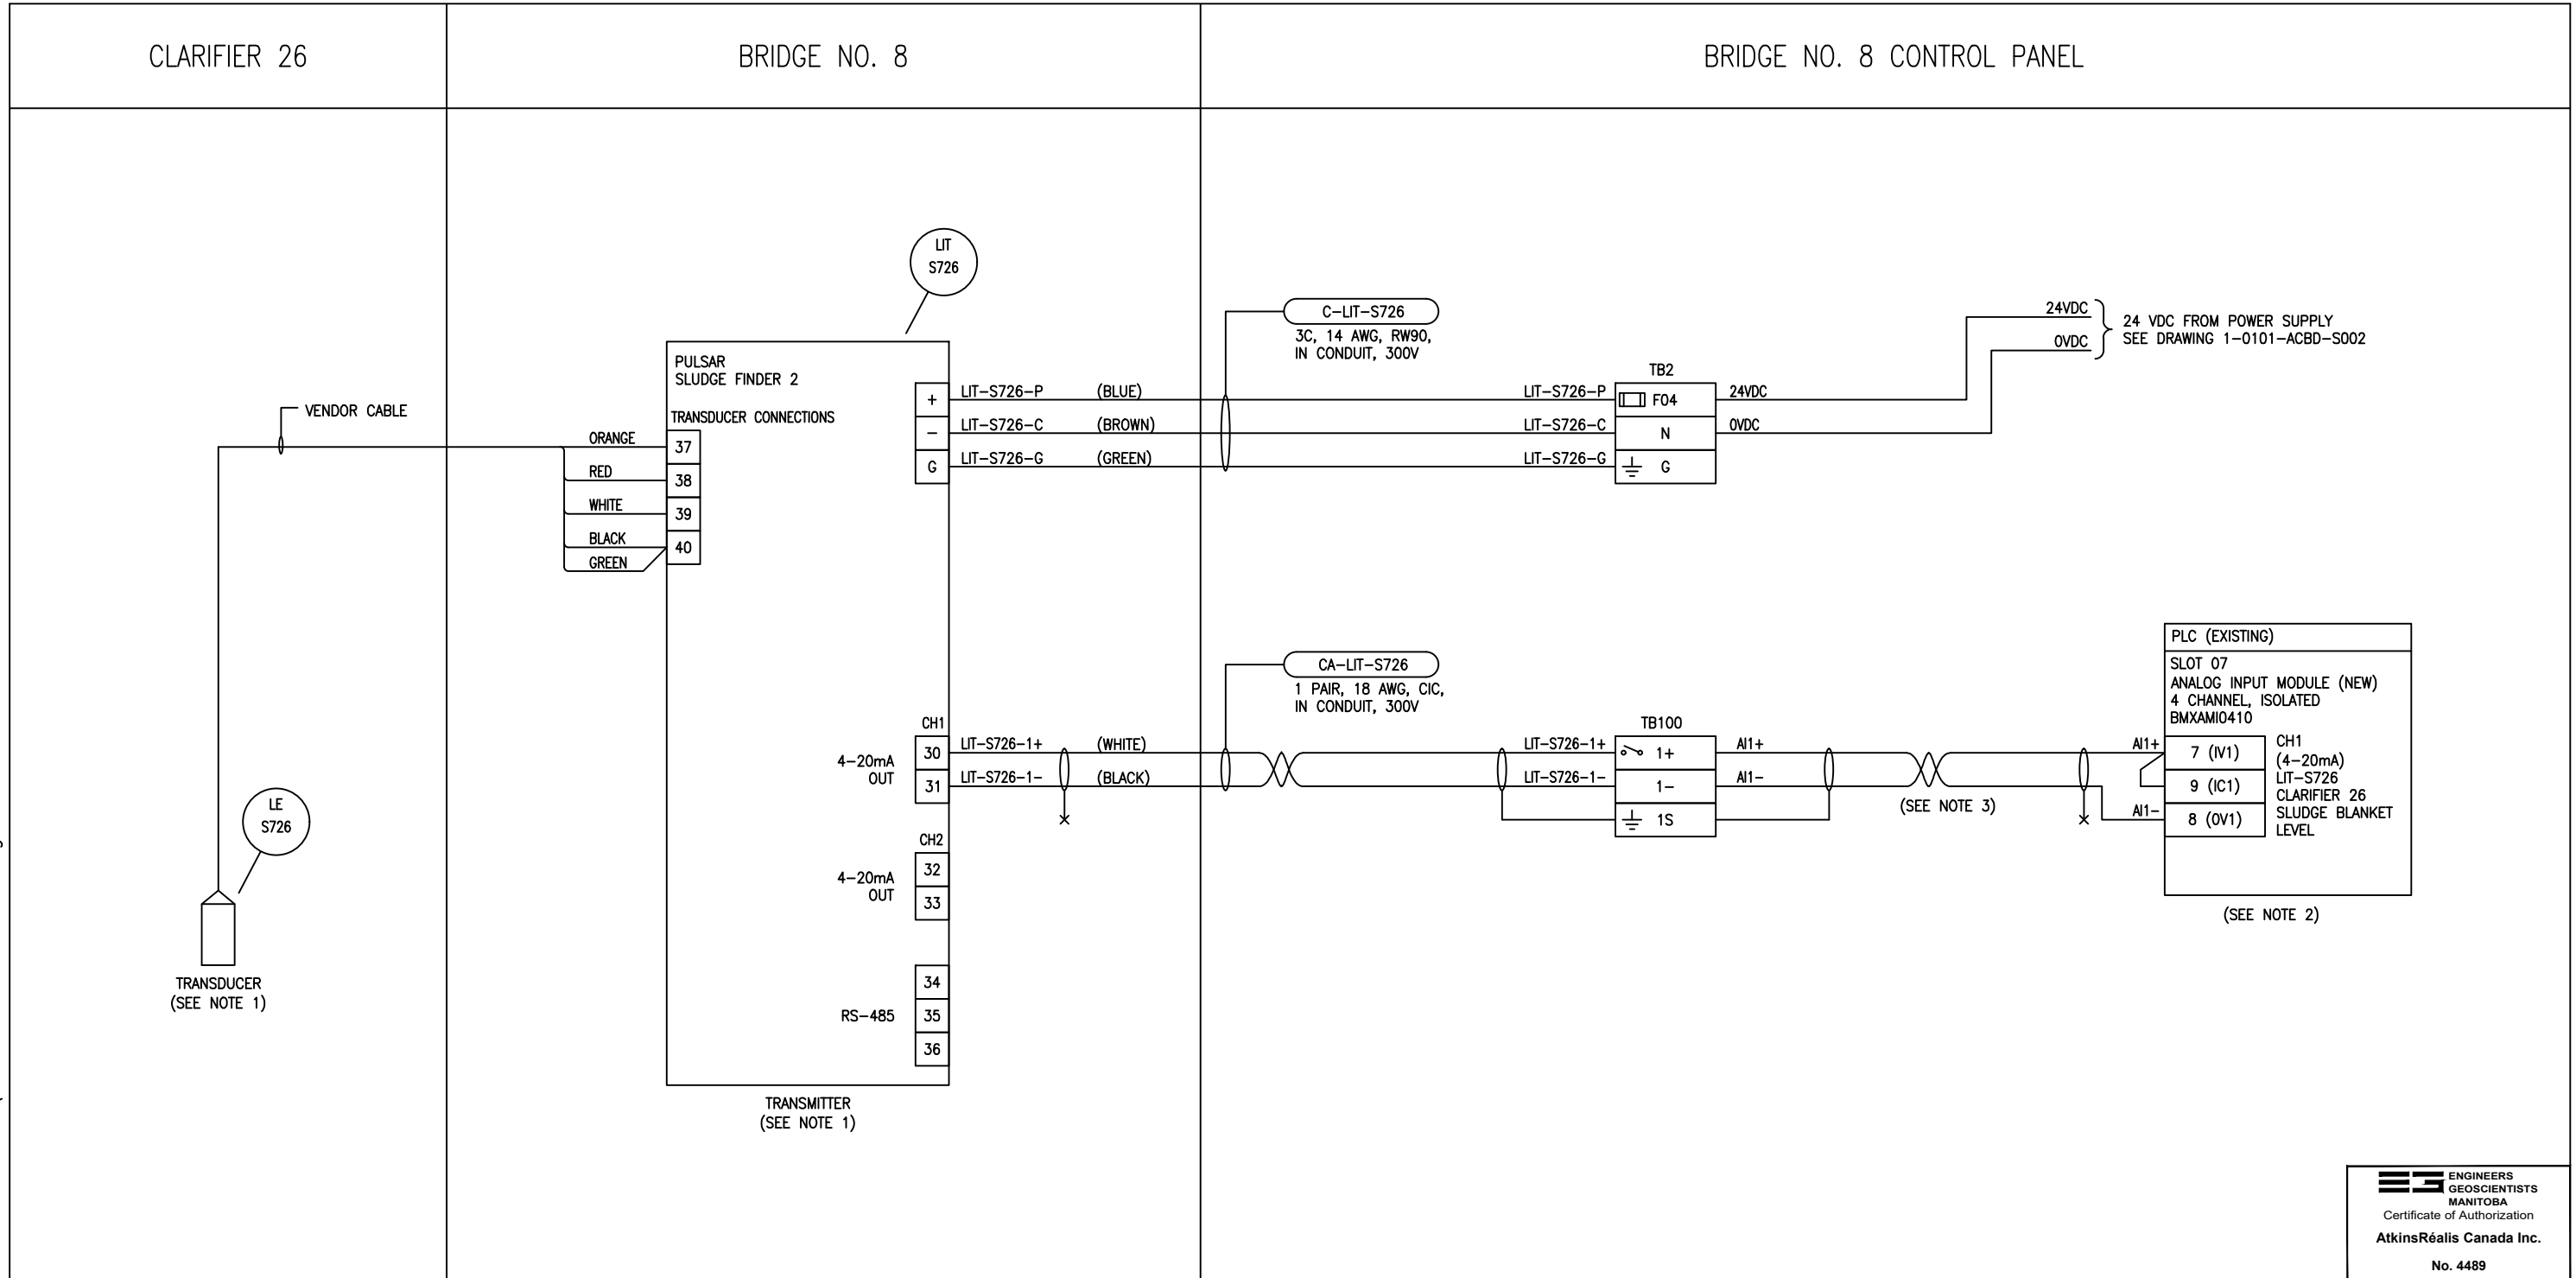 CLARIFIER 26
BRIDGE NO. 8
BRIDGE NO. 8 CONTROL PANEL
VENDOR CABLE
LE
S726
TRANSDUCER
(SEE NOTE 1)
LIT
S726
PULSAR
SLUDGE FINDER 2
TRANSDUCER CONNECTIONS
ORANGE
37
RED
38
WHITE
39
BLACK
40
GREEN
+
LIT-S726-P
(BLUE)
-
LIT-S726-C
(BROWN)
G
LIT-S726-G
(GREEN)
CH1
4-20mA
OUT
30
LIT-S726-1+
(WHITE)
31
LIT-S726-1-
(BLACK)
CH2
4-20mA
OUT
32
33
RS-485
34
35
36
TRANSMITTER
(SEE NOTE 1)
C-LIT-S726
3C, 14 AWG, RW90,
IN CONDUIT, 300V
TB2
LIT-S726-P
F04
24VDC
LIT-S726-C
N
0VDC
LIT-S726-G
G
24VDC
0VDC
24 VDC FROM POWER SUPPLY
SEE DRAWING 1-0101-ACBD-S002
CA-LIT-S726
1 PAIR, 18 AWG, CIC,
IN CONDUIT, 300V
TB100
LIT-S726-1+
1+
AI1+
LIT-S726-1-
1-
AI1-
1S
(SEE NOTE 3)
PLC (EXISTING)
SLOT 07
ANALOG INPUT MODULE (NEW)
4 CHANNEL, ISOLATED
BMXAMI0410
AI1+
7 (IV1)
9 (IC1)
AI1-
8 (0V1)
CH1
(4-20mA)
LIT-S726
CLARIFIER 26
SLUDGE BLANKET
LEVEL
(SEE NOTE 2)
ENGINEERS
GEOSCIENTISTS
MANITOBA
Certificate of Authorization
AtkinsRéalis Canada Inc.
No. 4489